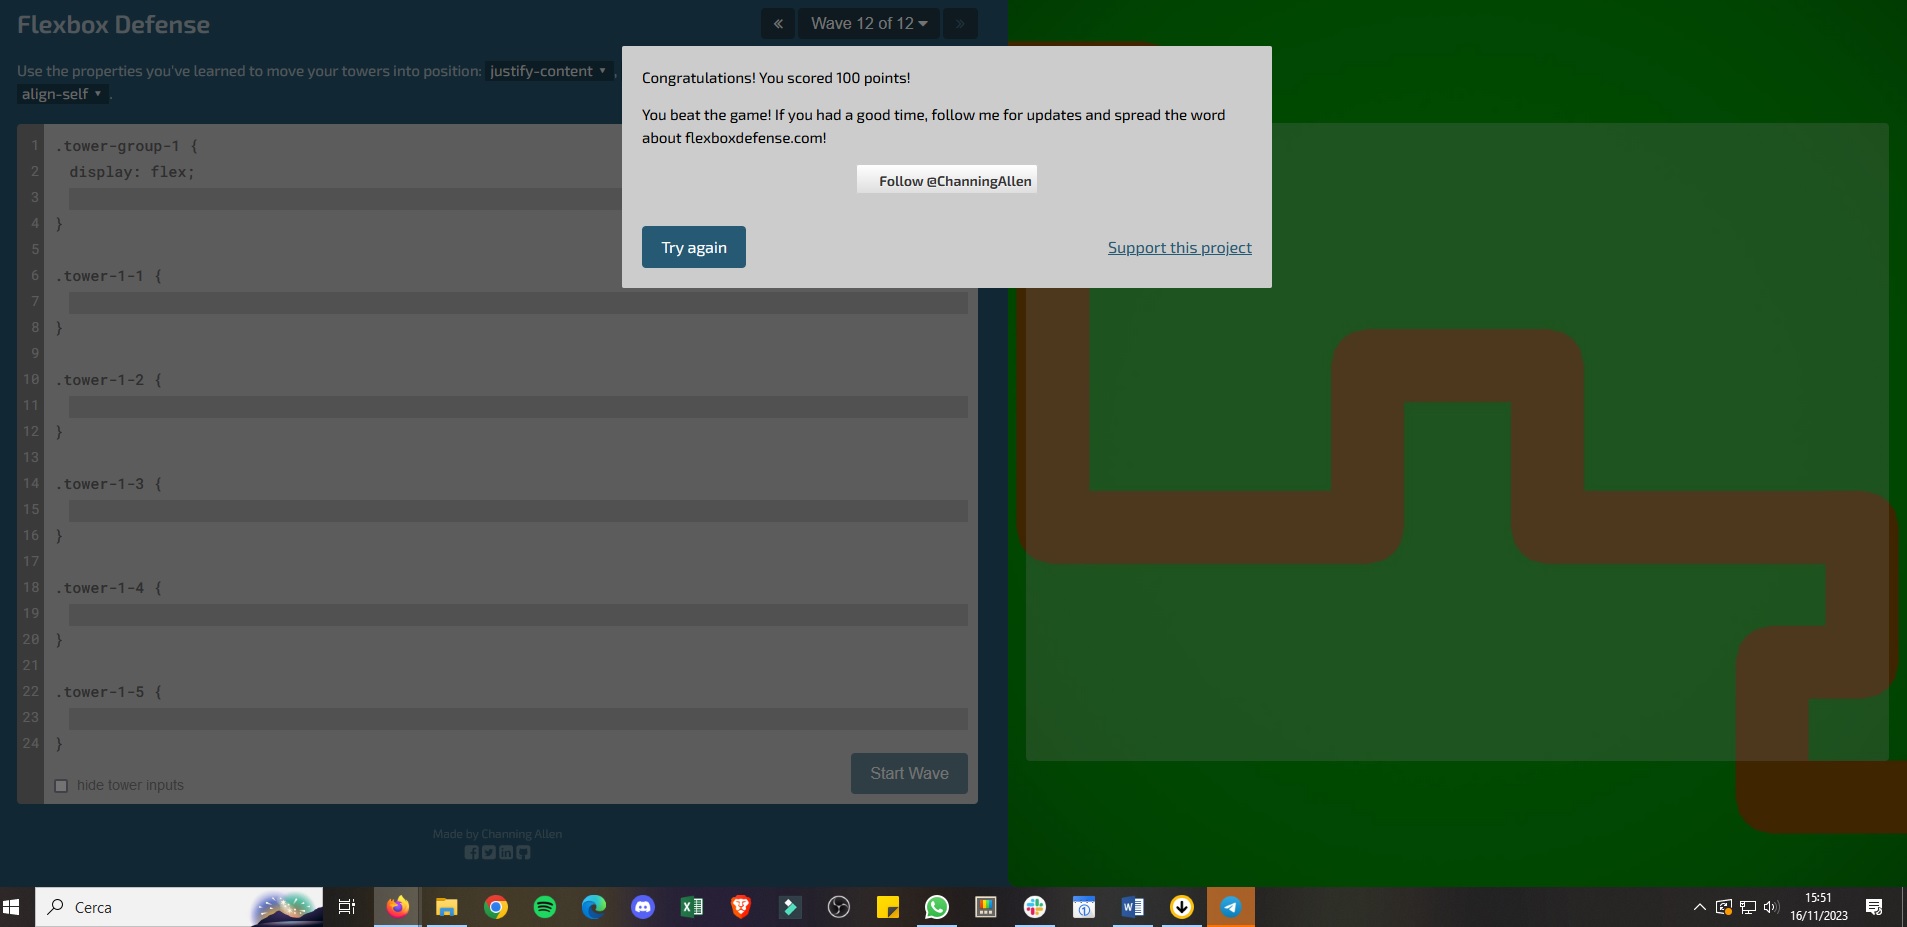 Flexbox Defense
«
Wave 12 of 12
»
Use the properties you've learned to move your towers into position: justify-content ▼ ,
align-self ▼ .
Congratulations! You scored 100 points!
You beat the game! If you had a good time, follow me for updates and spread the word
about flexboxdefense.com!
Follow @ChanningAllen
Try again
Support this project
1 .tower-group-1 {
2 display: flex;
3
4 }
5
6 .tower-1-1 {
7
8 }
9
10 .tower-1-2 {
11
12 }
13
14 .tower-1-3 {
15
16 }
17
18 .tower-1-4 {
19
20 }
21
22 .tower-1-5 {
23
24 }
hide tower inputs
Start Wave
Made by Channing Allen
Cerca
15:51
16/11/2023